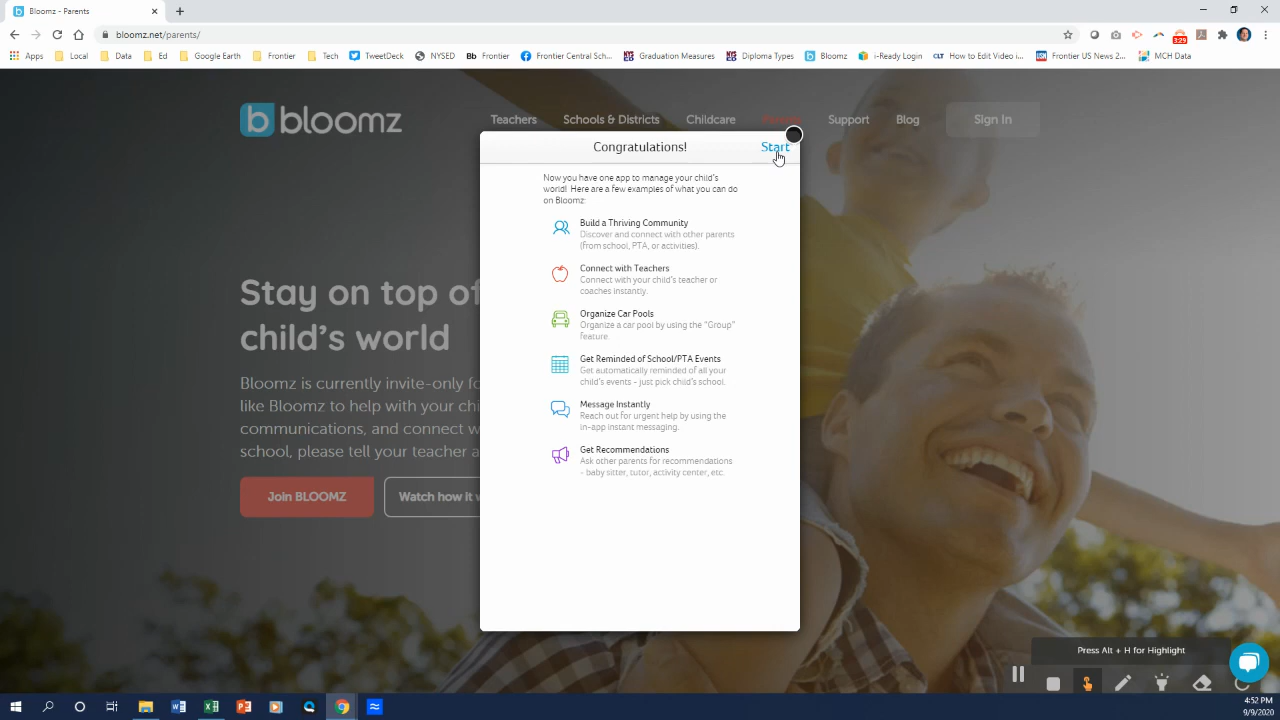 Bloomz - Parents
bloomz.net/parents/
3:29
Apps Local Data Ed Google Earth Frontier Tech TweetDeck NYSED Bb Frontier Frontier Central Sch... Graduation Measures Diploma Types Bloomz i-Ready Login CLT How to Edit Video i... Frontier US News 2... MCH Data
b bloomz
Teachers Schools & Districts Childcare Parents Support Blog Sign In
Congratulations! Start
Now you have one app to manage your child's
world! Here are a few examples of what you can do
on Bloomz:
Build a Thriving Community
Discover and connect with other parents
(from school, PTA, or activities).
Connect with Teachers
Connect with your child's teacher or
coaches instantly.
Organize Car Pools
Organize a car pool by using the "Group"
feature.
Get Reminded of School/PTA Events
Get automatically reminded of all your
child's events - just pick child's school.
Message Instantly
Reach out for urgent help by using the
in-app instant messaging.
Get Recommendations
Ask other parents for recommendations
- baby sitter, tutor, activity center, etc.
Stay on top of
child's world
Bloomz is currently invite-only
like Bloomz to help with your
communications, and connect
school, please tell your teacher
Join BLOOMZ Watch how it
Press Alt + H for Highlight
4:52 PM
9/9/2020